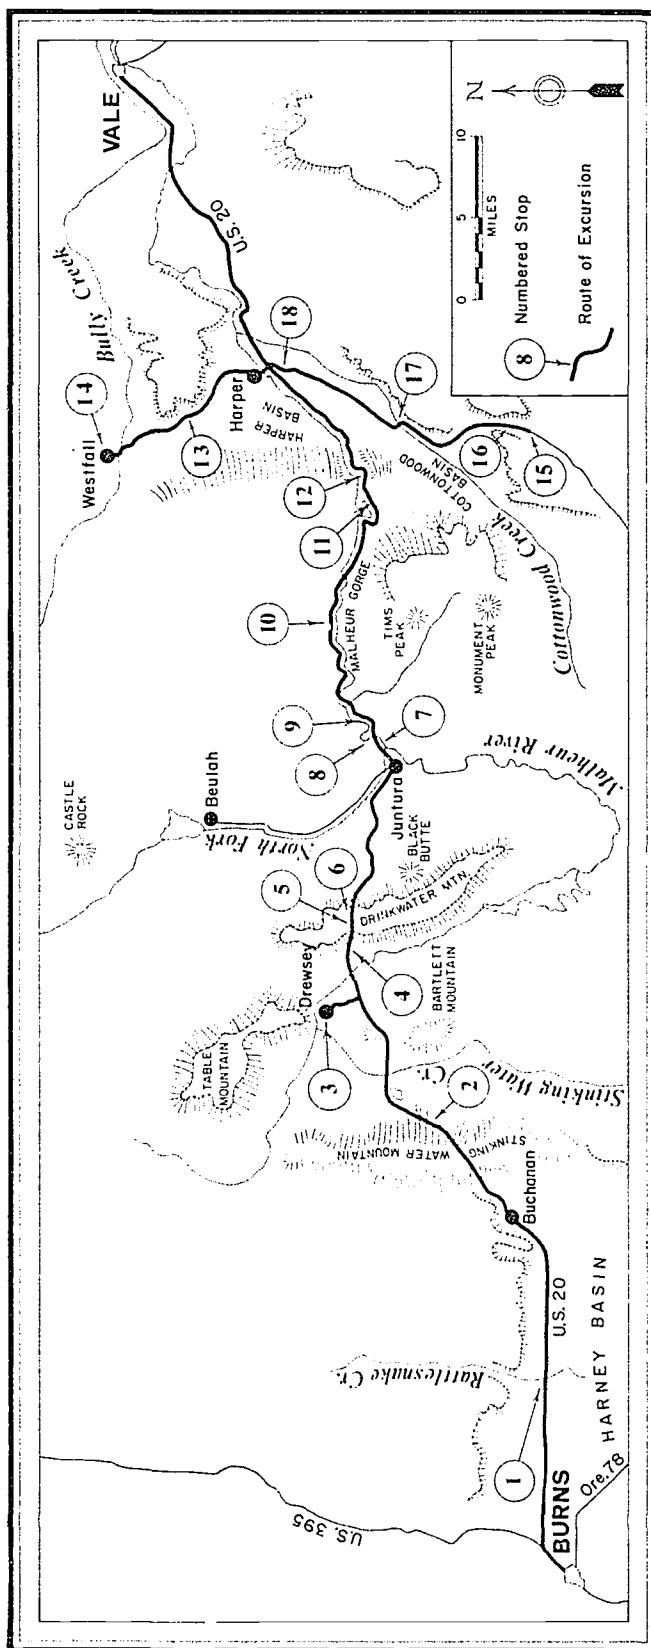 BURNS
U.S. 395
Ore. 78
HARNEY BASIN
U.S. 20
1
Rattlesnake Cr.
Buchanan
STINKING
WATER MOUNTAIN
2
Stinking Water
Cr.
TABLE
MOUNTAIN
3
Drewsey
BARTLETT
MOUNTAIN
4
5
6
DRINKWATER MTN.
BLACK
BUTTE
CASTLE
ROCK
Beulah
North Fork
Juntura
Malheur River
7
8
9
MALHEUR GORGE
10
TIMS
PEAK
MONUMENT
PEAK
Cottonwood Creek
11
12
COTTONWOOD
BASIN
HARPER
BASIN
Westfall
14
13
Harper
Bully Creek
15
16
17
18
U.S. 20
VALE
N
0 5 10
MILES
8
Numbered Stop
Route of Excursion